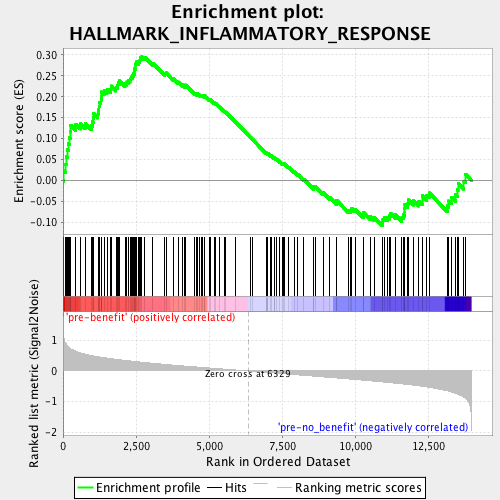 Enrichment plot:
HALLMARK_INFLAMMATORY_RESPONSE
Enrichment score (ES)
0.30
0.25
0.20
0.15
0.10
0.05
0.00
-0.05
-0.10
'pre-benefit' (positively correlated)
Zero cross at 6329
'pre-no_benefit' (negatively correlated)
Ranked list metric (Signal2Noise)
1
0
-1
-2
0
2,500
5,000
7,500
10,000
12,500
Rank in Ordered Dataset
Enrichment profile
Hits
Ranking metric scores